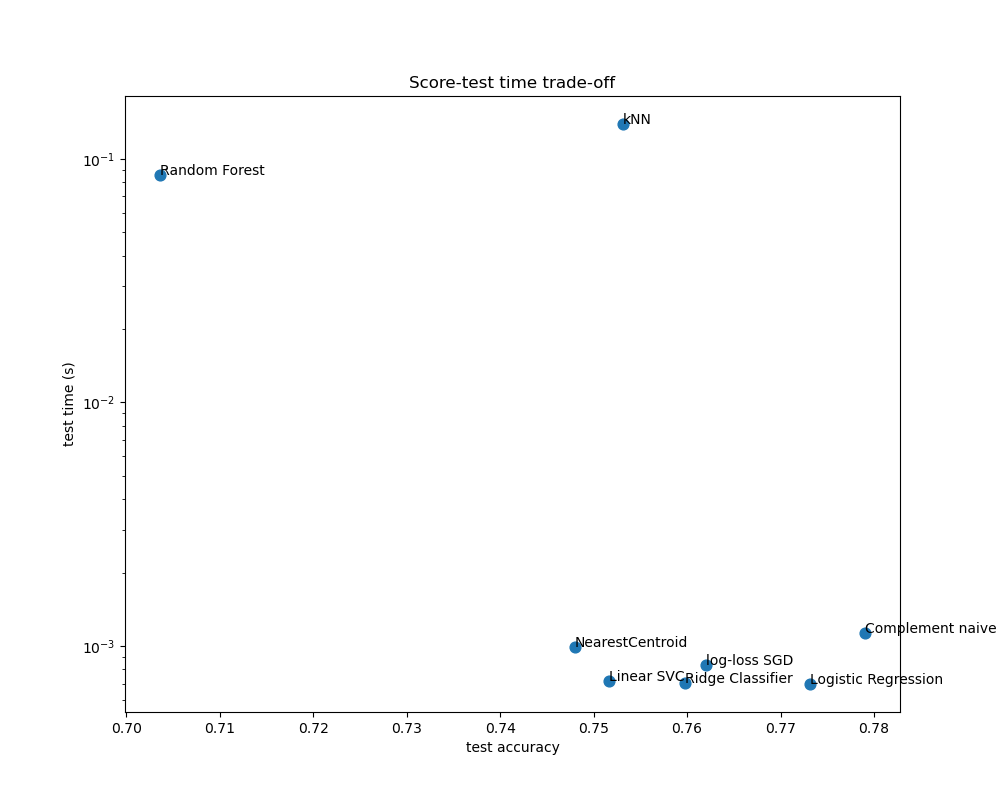 Score-test time trade-off
kNN
Random Forest
Complement naive
NearestCentroid
log-loss SGD
Linear SVC
Ridge Classifier
Logistic Regression
10⁻¹
10⁻²
10⁻³
test time (s)
0.70 0.71 0.72 0.73 0.74 0.75 0.76 0.77 0.78
test accuracy